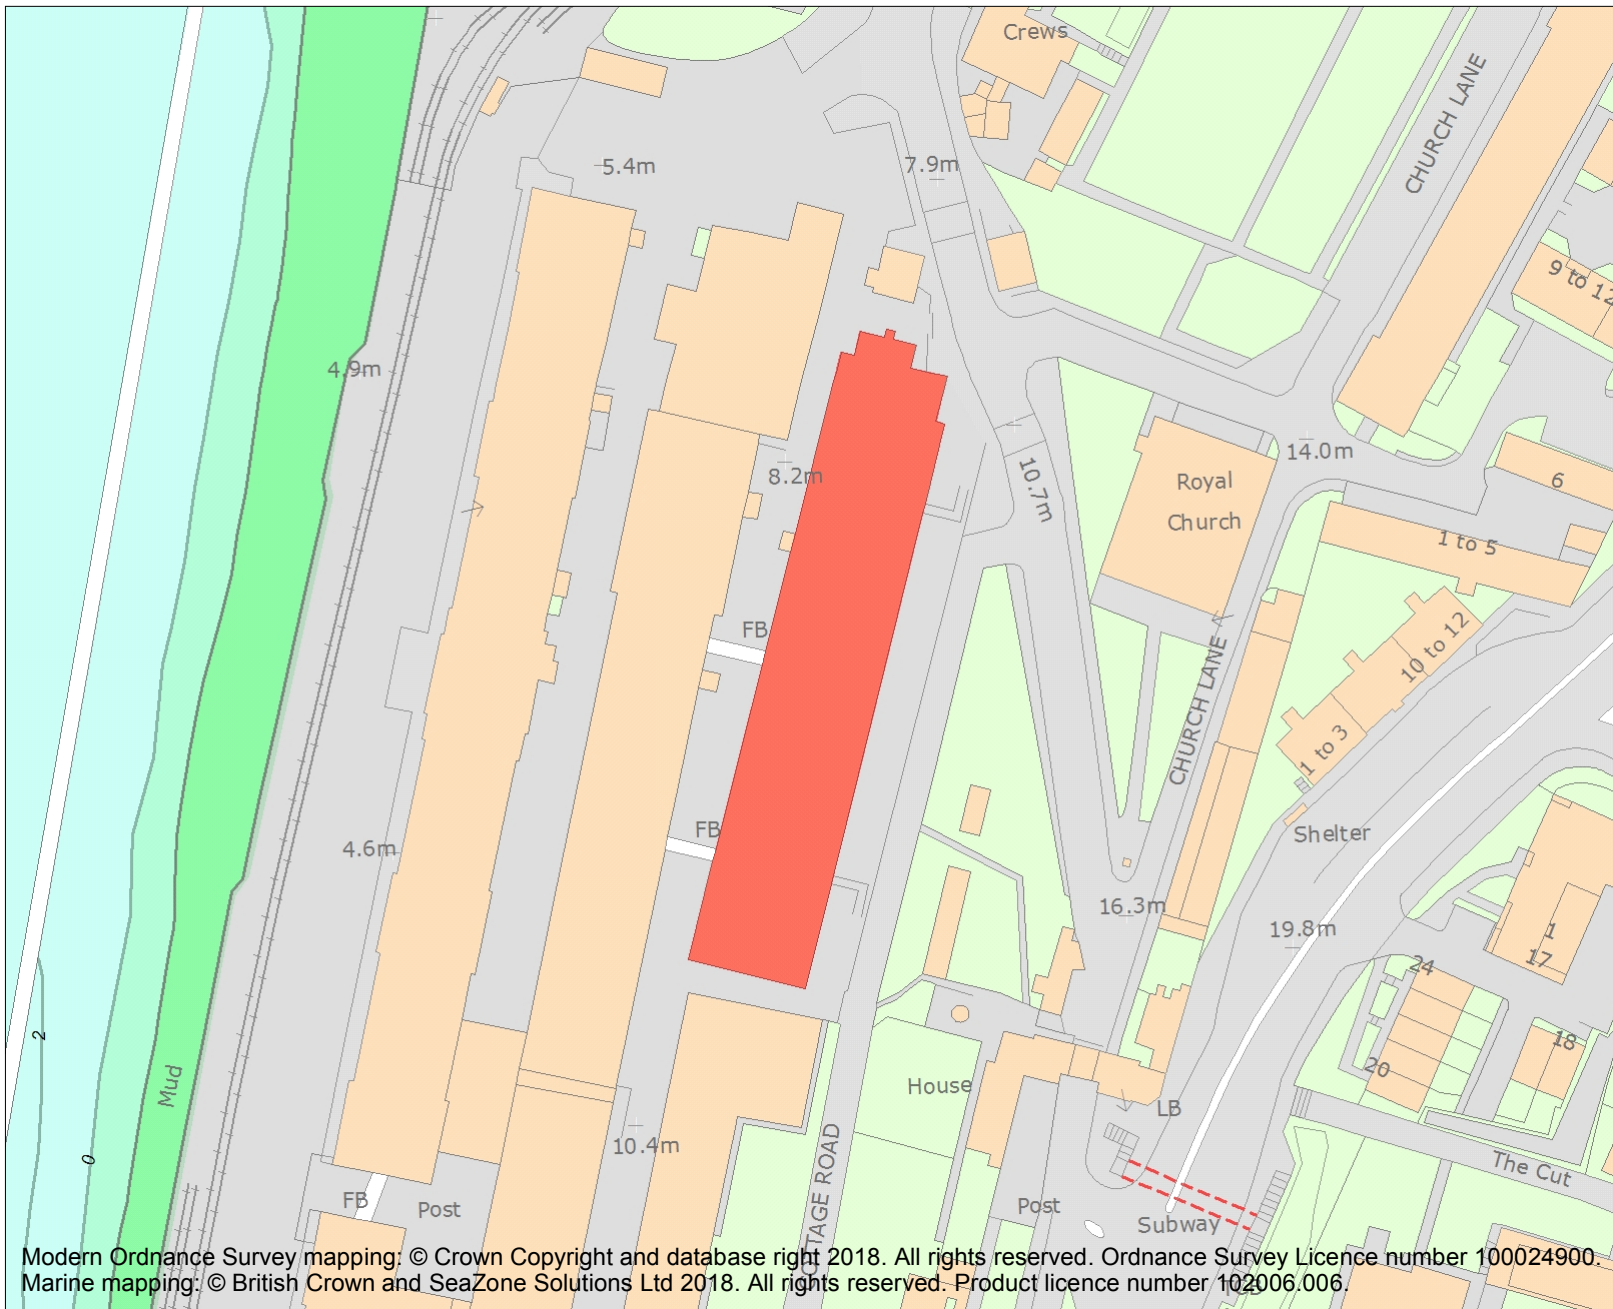 Crews
CHURCH LANE
5.4m
7.9m
9 to 12
4.9m
14.0m
8.2m
10.7m
Royal
Church
6
1 to 5
FB
10 to 12
CHURCH LANE
1 to 3
FB
Shelter
4.6m
16.3m
19.8m
1
17
24
2
18
20
Mud
House
LB
0
10.4m
The Cut
FB
Post
Post
Subway
TAGE ROAD
Modern Ordnance Survey mapping: © Crown Copyright and database right 2018. All rights reserved. Ordnance Survey Licence number 100024900.
Marine mapping: © British Crown and SeaZone Solutions Ltd 2018. All rights reserved. Product licence number 102006.006.